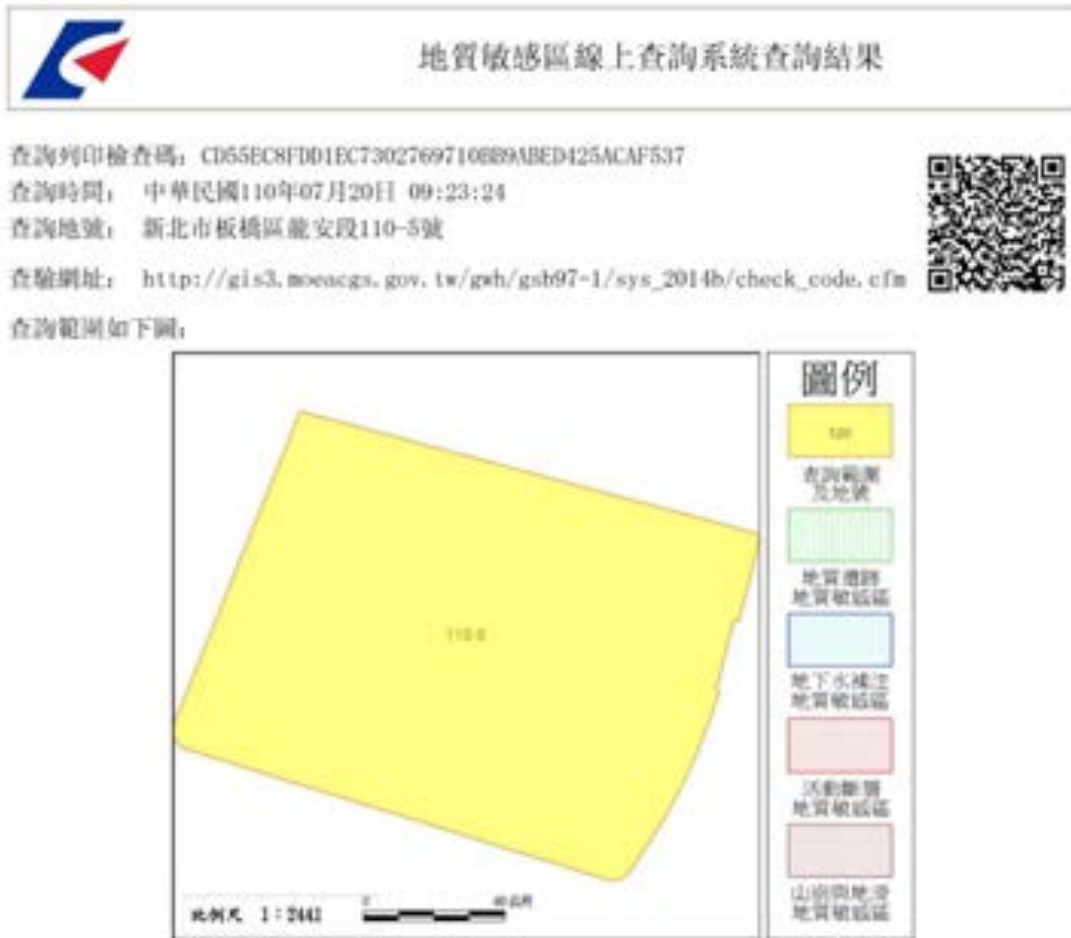 地質敏感區線上查詢系統查詢結果
查詢列印檢查碼: CD55EC8FDD1EC7302769710BB9ABED425ACAF537
查詢時間: 中華民國110年07月20日 09:23:24
查詢地號: 新北市板橋區龍安段110-5號
查驗網址: http://gis3.moeacgs.gov.tw/gwh/gsb97-1/sys_2014b/check_code.cfm
查詢範圍如下圖:
圖例
查詢範圍
及地號
地質遺跡
地質敏感區
地下水補注
地質敏感區
活動斷層
地質敏感區
山崩與地滑
地質敏感區
比例尺 1:2441
0